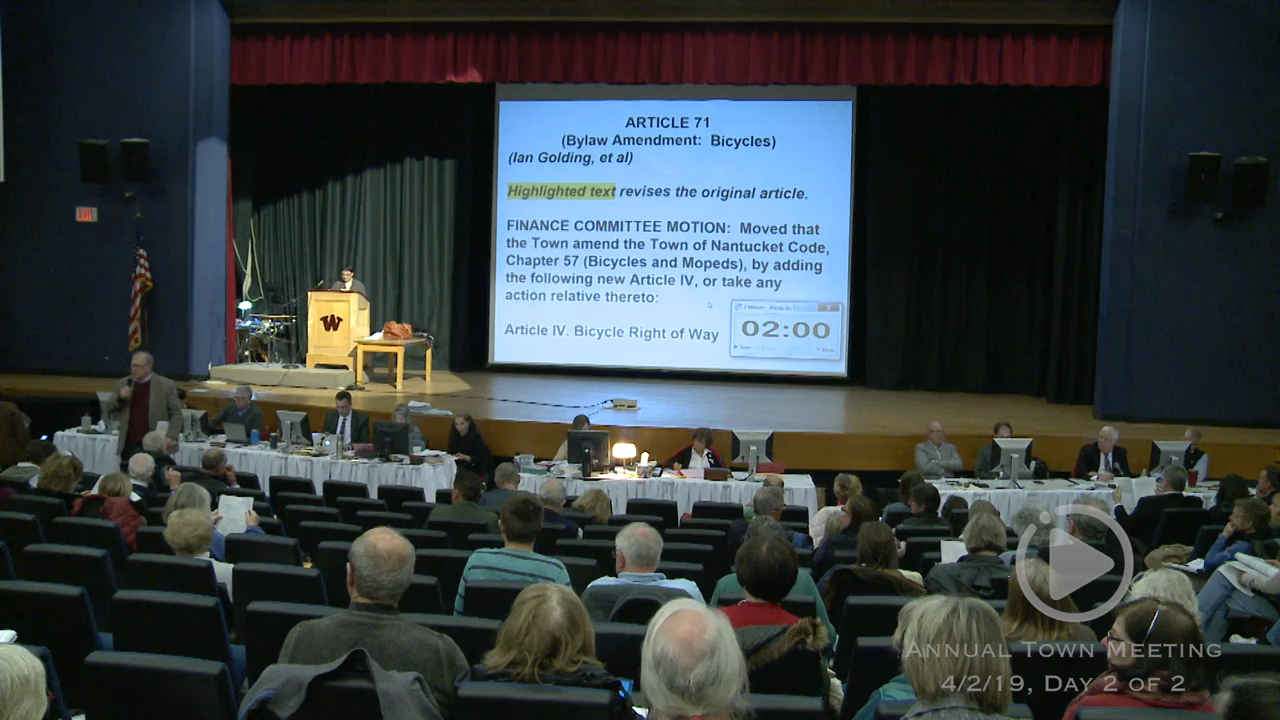 ARTICLE 71
(Bylaw Amendment: Bicycles)
(Ian Golding, et al)
Highlighted text revises the original article.
FINANCE COMMITTEE MOTION: Moved that
the Town amend the Town of Nantucket Code,
Chapter 57 (Bicycles and Mopeds), by adding
the following new Article IV, or take any
action relative thereto:
02:00
Article IV. Bicycle Right of Way
EXIT
W
ANNUAL TOWN MEETING
4/2/19, DAY 2 OF 2